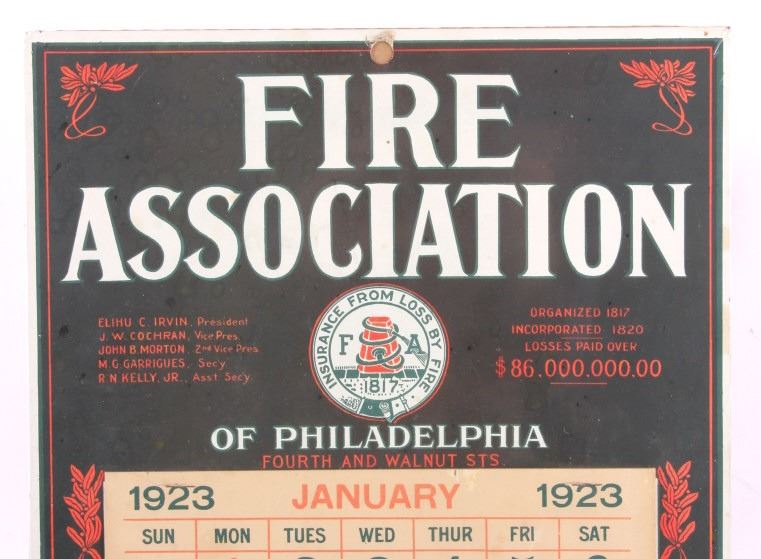 FIRE
ASSOCIATION
ELIHU C. IRVIN, President
J. W. COCHRAN, Vice Pres.
JOHN B. MORTON, 2nd Vice Pres.
M. G. GARRIGUES, Secy.
R. N. KELLY, JR., Asst. Secy.
INSURANCE FROM LOSS BY FIRE
F A
1817
ORGANIZED 1817
INCORPORATED 1820
LOSSES PAID OVER
$86.000,000.00
OF PHILADELPHIA
FOURTH AND WALNUT STS.
1923 JANUARY 1923
SUN MON TUES WED THUR FRI SAT